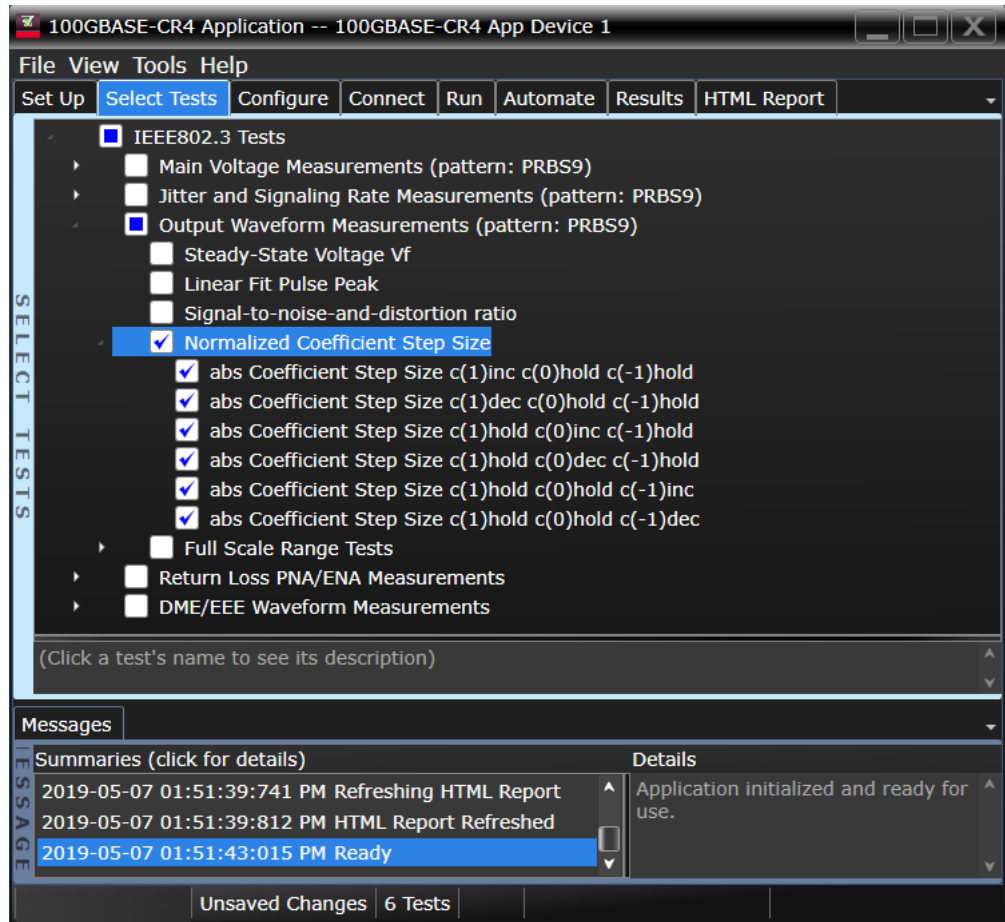 100GBASE-CR4 Application -- 100GBASE-CR4 App Device 1
File View Tools Help
Set Up Select Tests Configure Connect Run Automate Results HTML Report
SELECT TESTS
IEEE802.3 Tests
Main Voltage Measurements (pattern: PRBS9)
Jitter and Signaling Rate Measurements (pattern: PRBS9)
Output Waveform Measurements (pattern: PRBS9)
Steady-State Voltage Vf
Linear Fit Pulse Peak
Signal-to-noise-and-distortion ratio
Normalized Coefficient Step Size
abs Coefficient Step Size c(1)inc c(0)hold c(-1)hold
abs Coefficient Step Size c(1)dec c(0)hold c(-1)hold
abs Coefficient Step Size c(1)hold c(0)inc c(-1)hold
abs Coefficient Step Size c(1)hold c(0)dec c(-1)hold
abs Coefficient Step Size c(1)hold c(0)hold c(-1)inc
abs Coefficient Step Size c(1)hold c(0)hold c(-1)dec
Full Scale Range Tests
Return Loss PNA/ENA Measurements
DME/EEE Waveform Measurements
(Click a test's name to see its description)
Messages
Summaries (click for details)
2019-05-07 01:51:39:741 PM Refreshing HTML Report
2019-05-07 01:51:39:812 PM HTML Report Refreshed
2019-05-07 01:51:43:015 PM Ready
Details
Application initialized and ready for
use.
Unsaved Changes 6 Tests